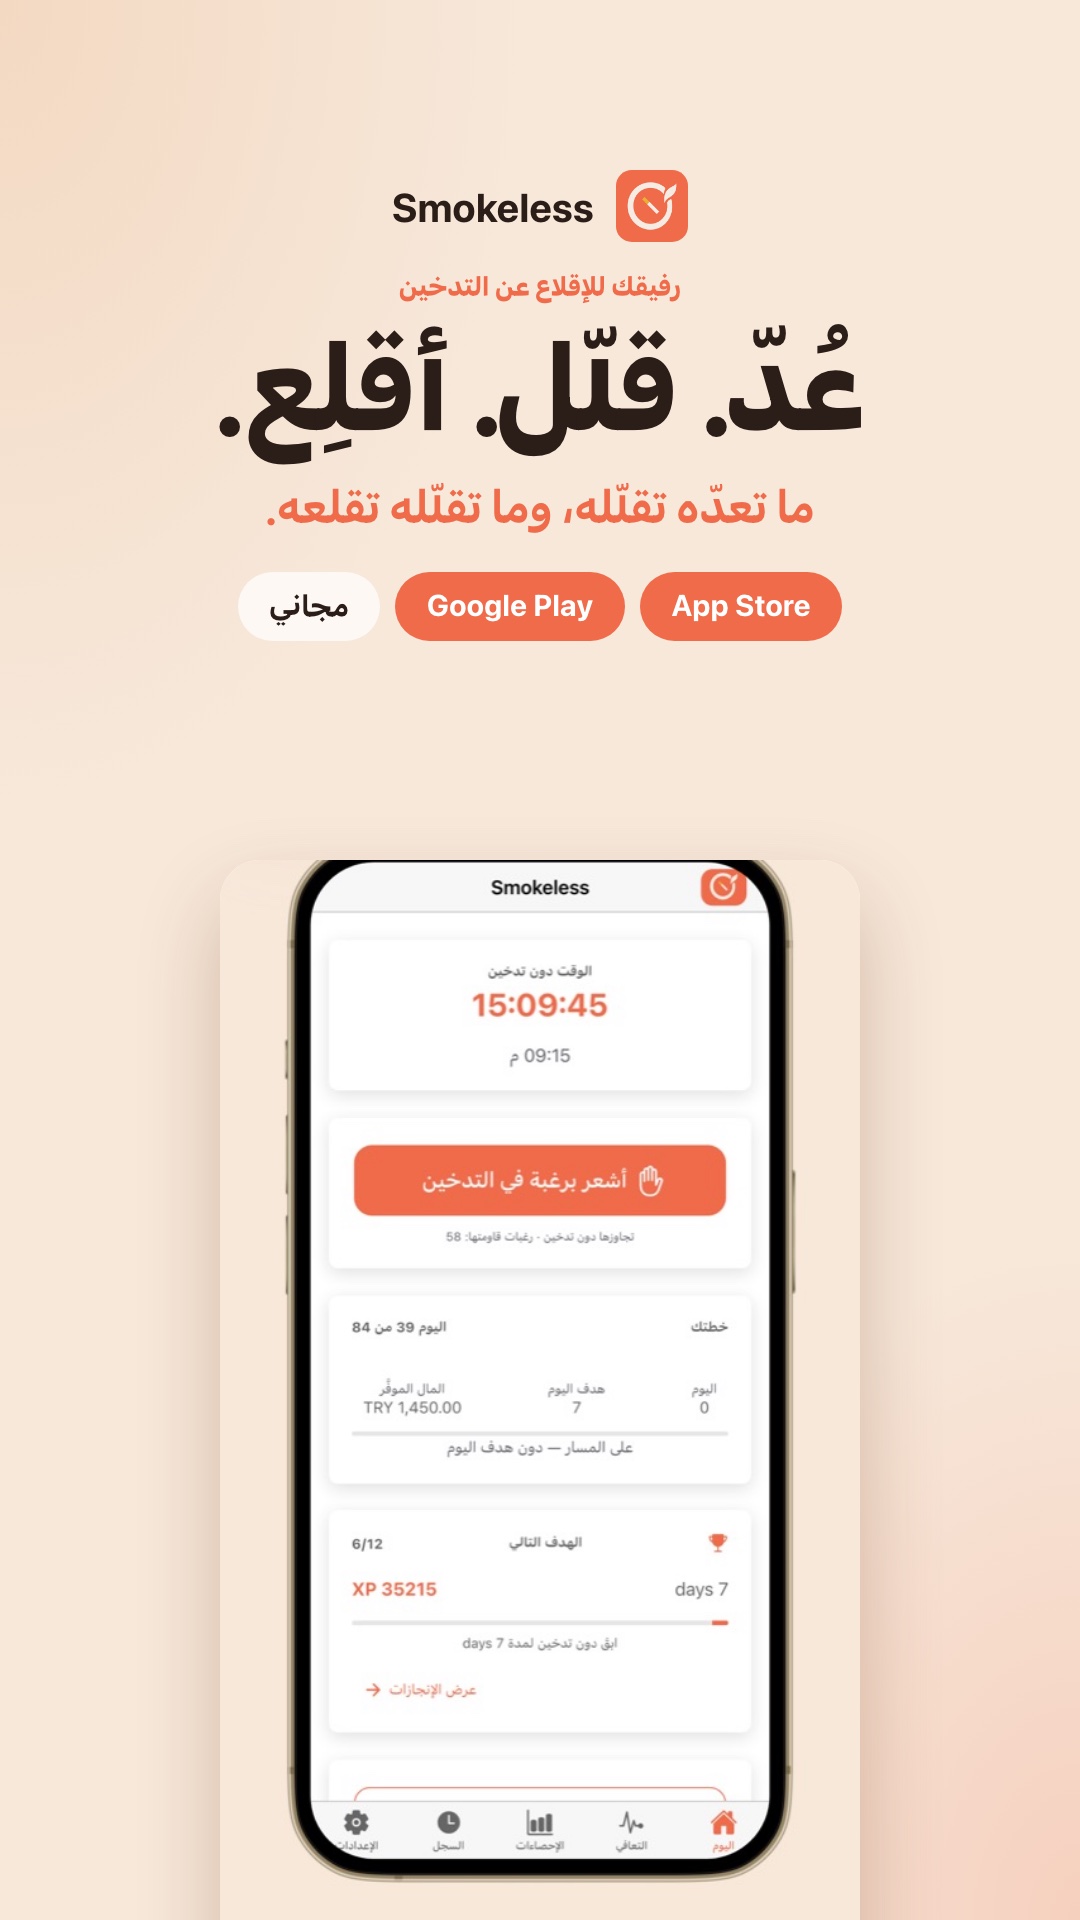 Smokeless
رفيقك للإقلاع عن التدخين
عُدّ. قلّل. أقلِع.
ما تعدّه تقلّله، وما تقلّله تقلعه.
App Store
Google Play
مجاني
Smokeless
الوقت دون تدخين
15:09:45
09:15 م
أشعر برغبة في التدخين
تجاوزها دون تدخين - رغبات قاومتها: 58
خطتك
اليوم 39 من 84
اليوم
هدف اليوم
المال الموفَّر
0
7
TRY 1,450.00
على المسار — دون هدف اليوم
الهدف التالي
6/12
days 7
XP 35215
ابقَ دون تدخين لمدة 7 days
عرض الإنجازات
اليوم
التعافي
الإحصاءات
السجل
الإعدادات